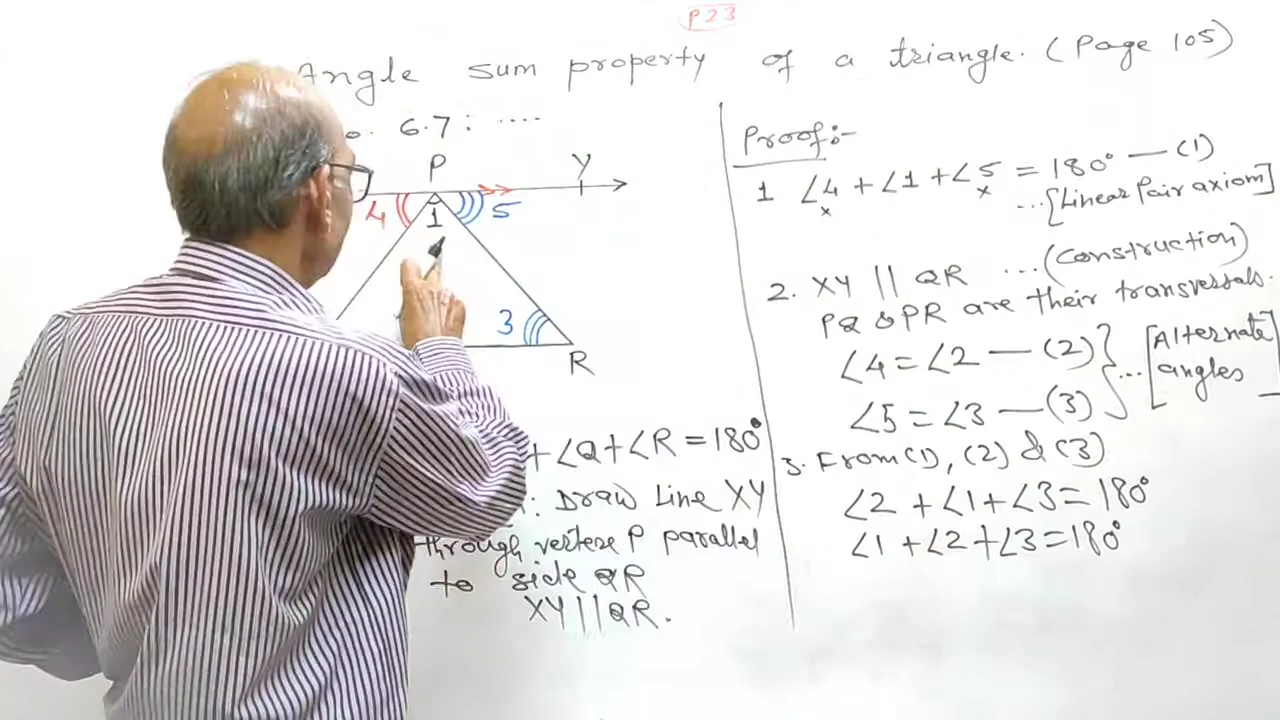 P23
Angle sum property of a triangle. (Page 105)
6.7: ....
P Y
4 1 5
3
R
+ ∠Q + ∠R = 180°
: Draw Line XY
through vertex P parallel
to side QR
XY || QR.
Proof:-
1 ∠4 + ∠1 + ∠5 = 180° — (1)
x x
...[Linear pair axiom]
2. XY || QR ...(Construction)
PQ & PR are their transversals.
∠4 = ∠2 — (2)
∠5 = ∠3 — (3)
} ... [Alternate
angles]
3. From (1), (2) & (3)
∠2 + ∠1 + ∠3 = 180°
∠1 + ∠2 + ∠3 = 180°